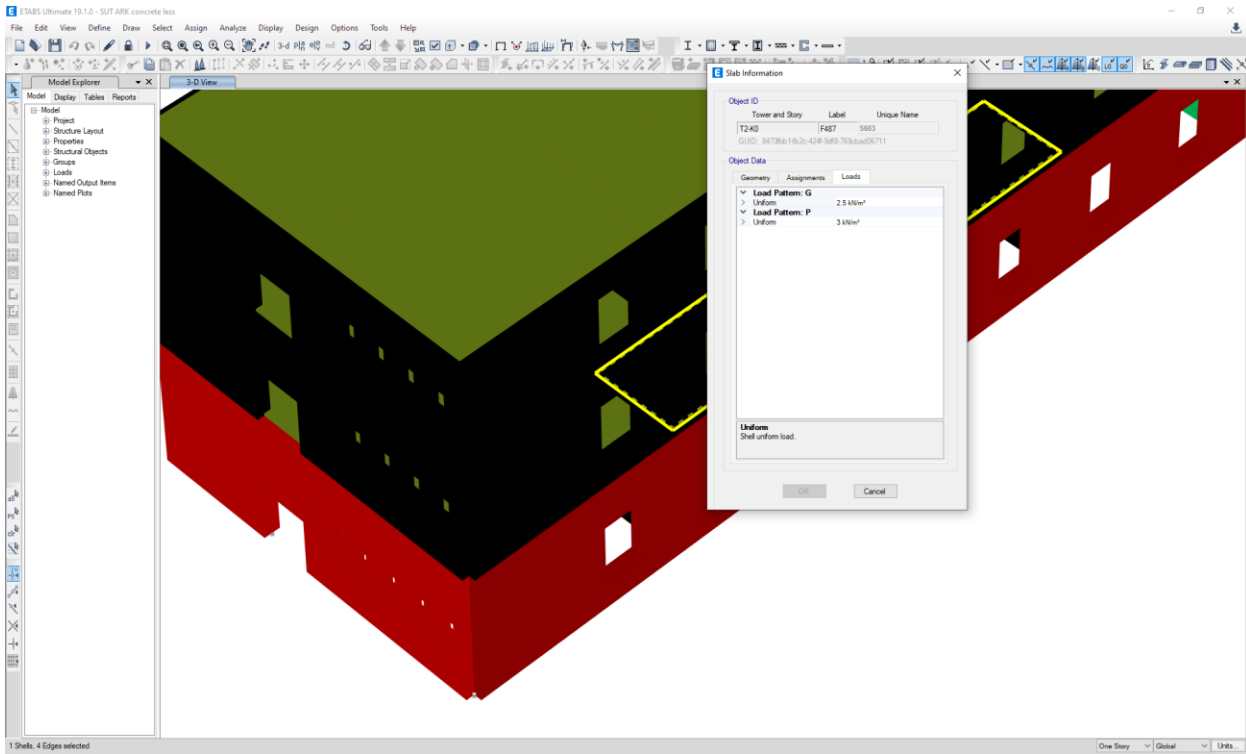 ETABS Ultimate 19.1.0 - SUT ARK concrete less
File Edit View Define Draw Select Assign Analyze Display Design Options Tools Help
Model Explorer
3-D View
Model Display Tables Reports
Model
Project
Structure Layout
Properties
Structural Objects
Groups
Loads
Named Output Items
Named Plots
Slab Information
Object ID
Tower and Story Label Unique Name
T2-K0 F487 5663
Object Data
Geometry Assignments Loads
Load Pattern: G
Uniform 2.5 kN/m²
Load Pattern: P
Uniform 3 kN/m²
Uniform
Shell uniform load.
OK Cancel
1 Shells, 4 Edges selected
One Story Global Units...